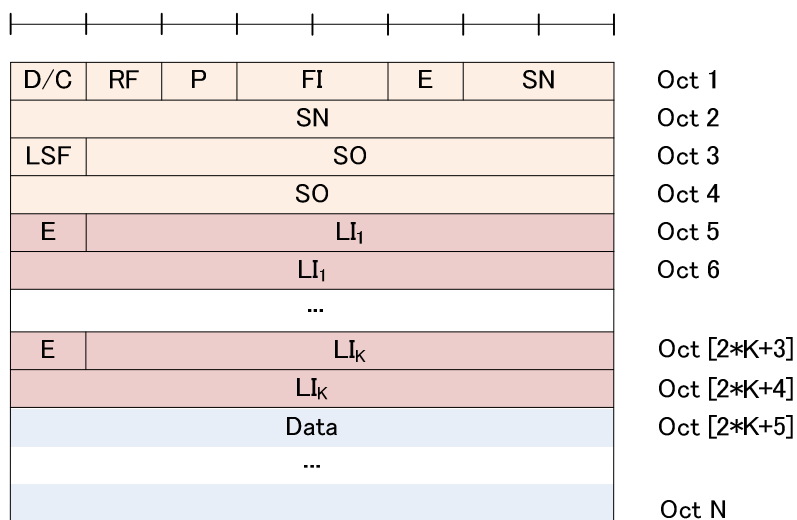 D/C RF P FI E SN Oct 1
SN Oct 2
LSF SO Oct 3
SO Oct 4
E LI₁ Oct 5
LI₁ Oct 6
...
E LIK Oct [2*K+3]
LIK Oct [2*K+4]
Data Oct [2*K+5]
...
Oct N